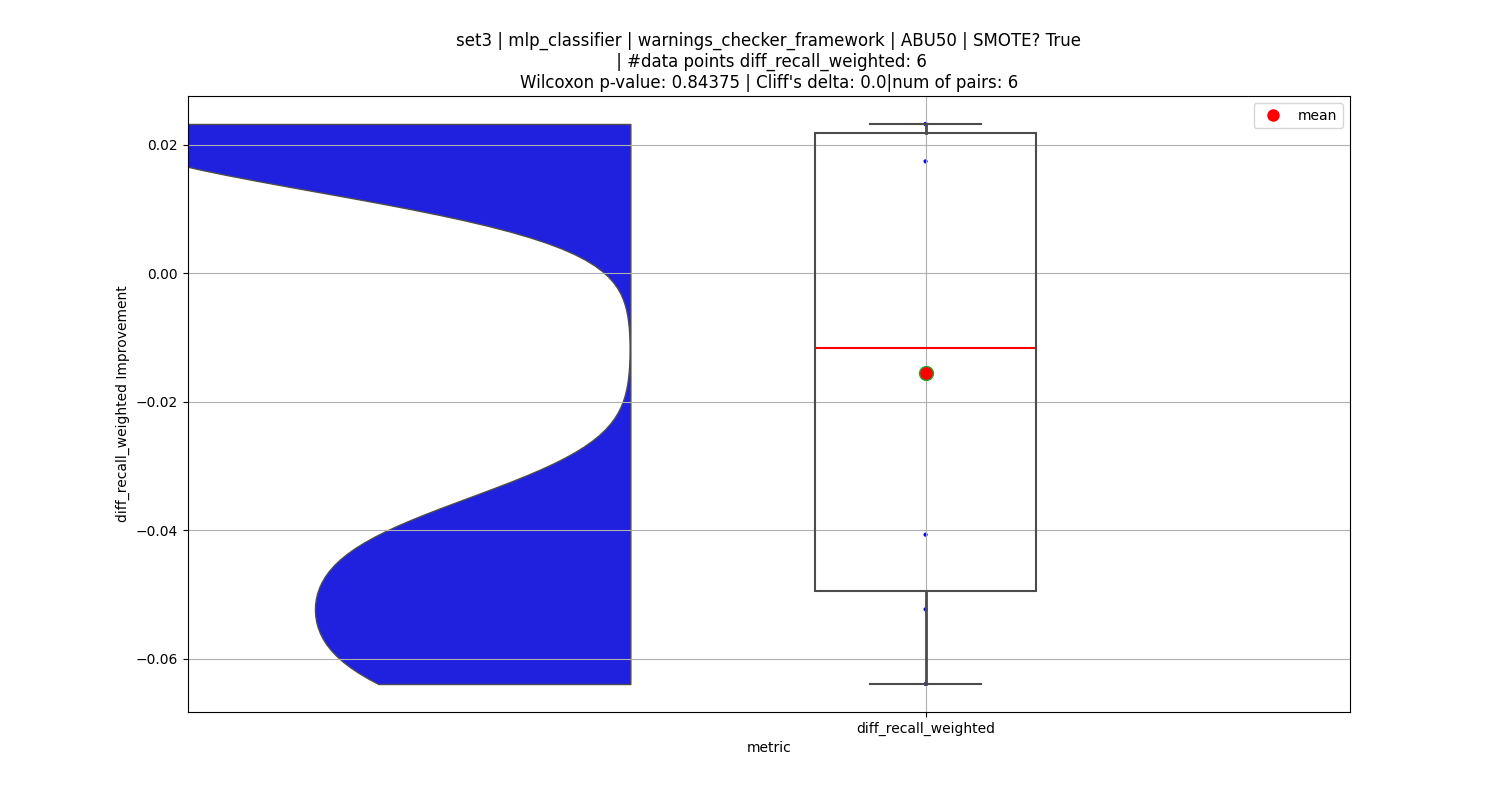 set3 | mlp_classifier | warnings_checker_framework | ABU50 | SMOTE? True
| #data points diff_recall_weighted: 6
Wilcoxon p-value: 0.84375 | Cliff's delta: 0.0|num of pairs: 6
mean
0.02
0.00
−0.02
−0.04
−0.06
diff_recall_weighted Improvement
diff_recall_weighted
metric